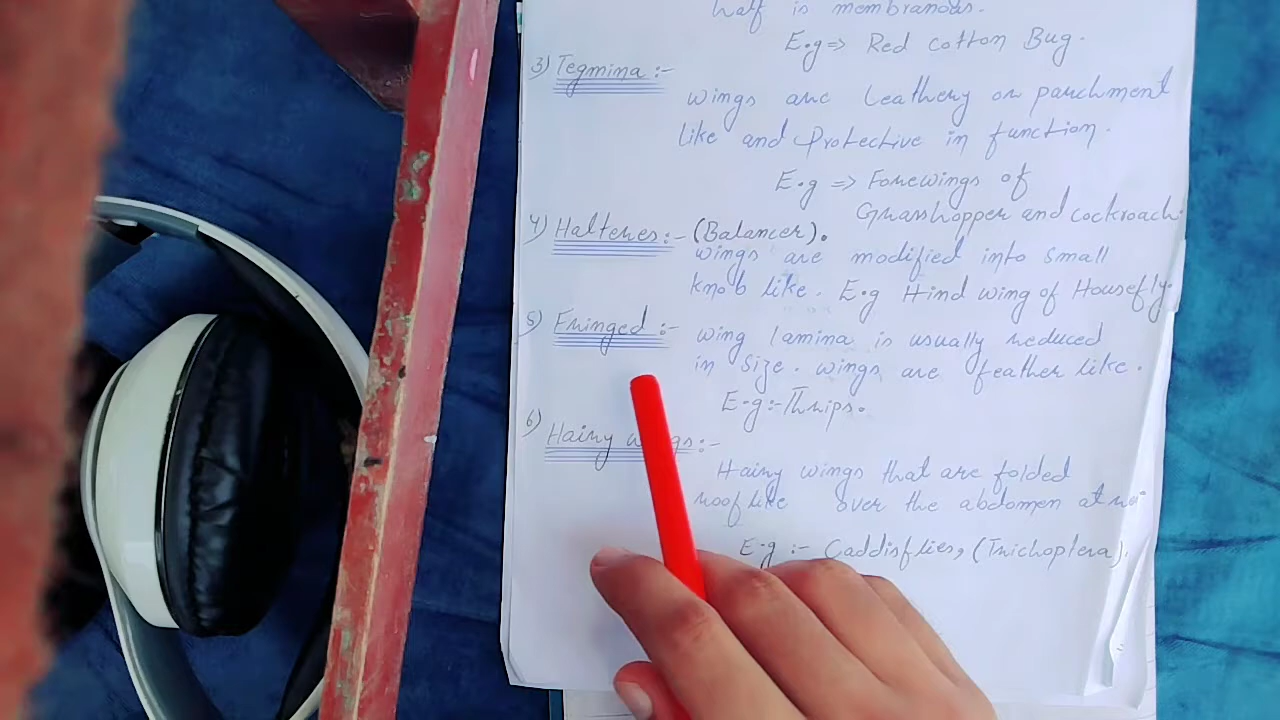 half is membranous.
E.g => Red cotton Bug.
3) Tegmina :-
wings are leathery or parchment
like and Protective in function.
E.g => Forewings of
Grasshopper and cockroach.
4) Halteres :- (Balancer).
wings are modified into small
knob like. E.g Hind wing of Housefly.
5) Fringed :- wing lamina is usually reduced
in size. wings are feather like.
E.g :- Thrips.
6) Hairy wings :-
Hairy wings that are folded
roof like over the abdomen at
E.g :- Caddisflies, (Trichoptera).